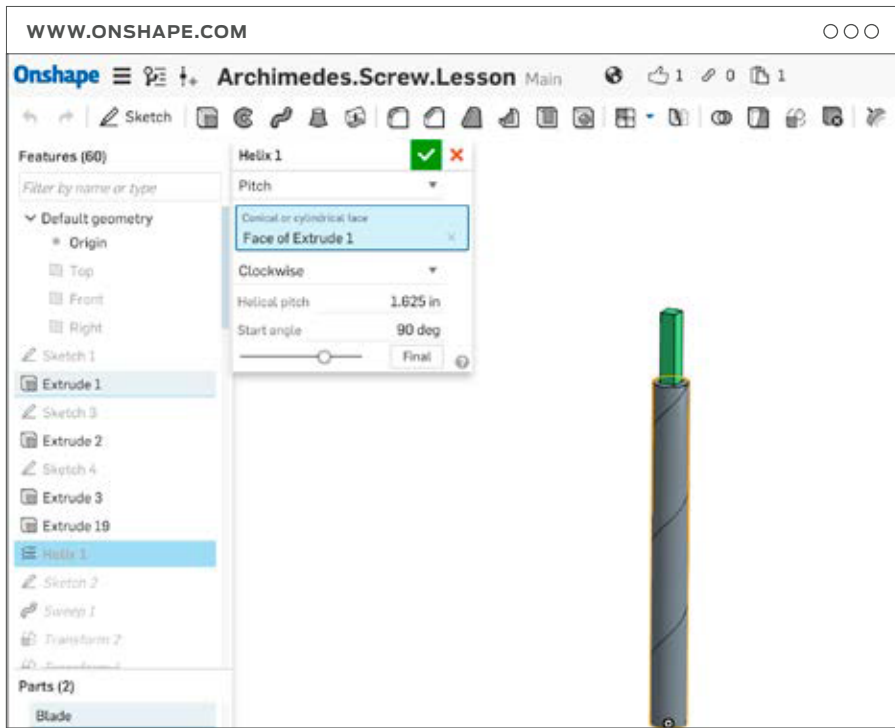 WWW.ONSHAPE.COM
Onshape Archimedes.Screw.Lesson Main 1 0 1
Sketch
Features (60)
Filter by name or type
Default geometry
Origin
Top
Front
Right
Sketch 1
Extrude 1
Sketch 3
Extrude 2
Sketch 4
Extrude 3
Extrude 19
Helix 1
Sketch 2
Sweep 1
Transform 2
Parts (2)
Blade
Helix 1
Pitch
Conical or cylindrical face
Face of Extrude 1
Clockwise
Helical pitch 1.625 in
Start angle 90 deg
Final